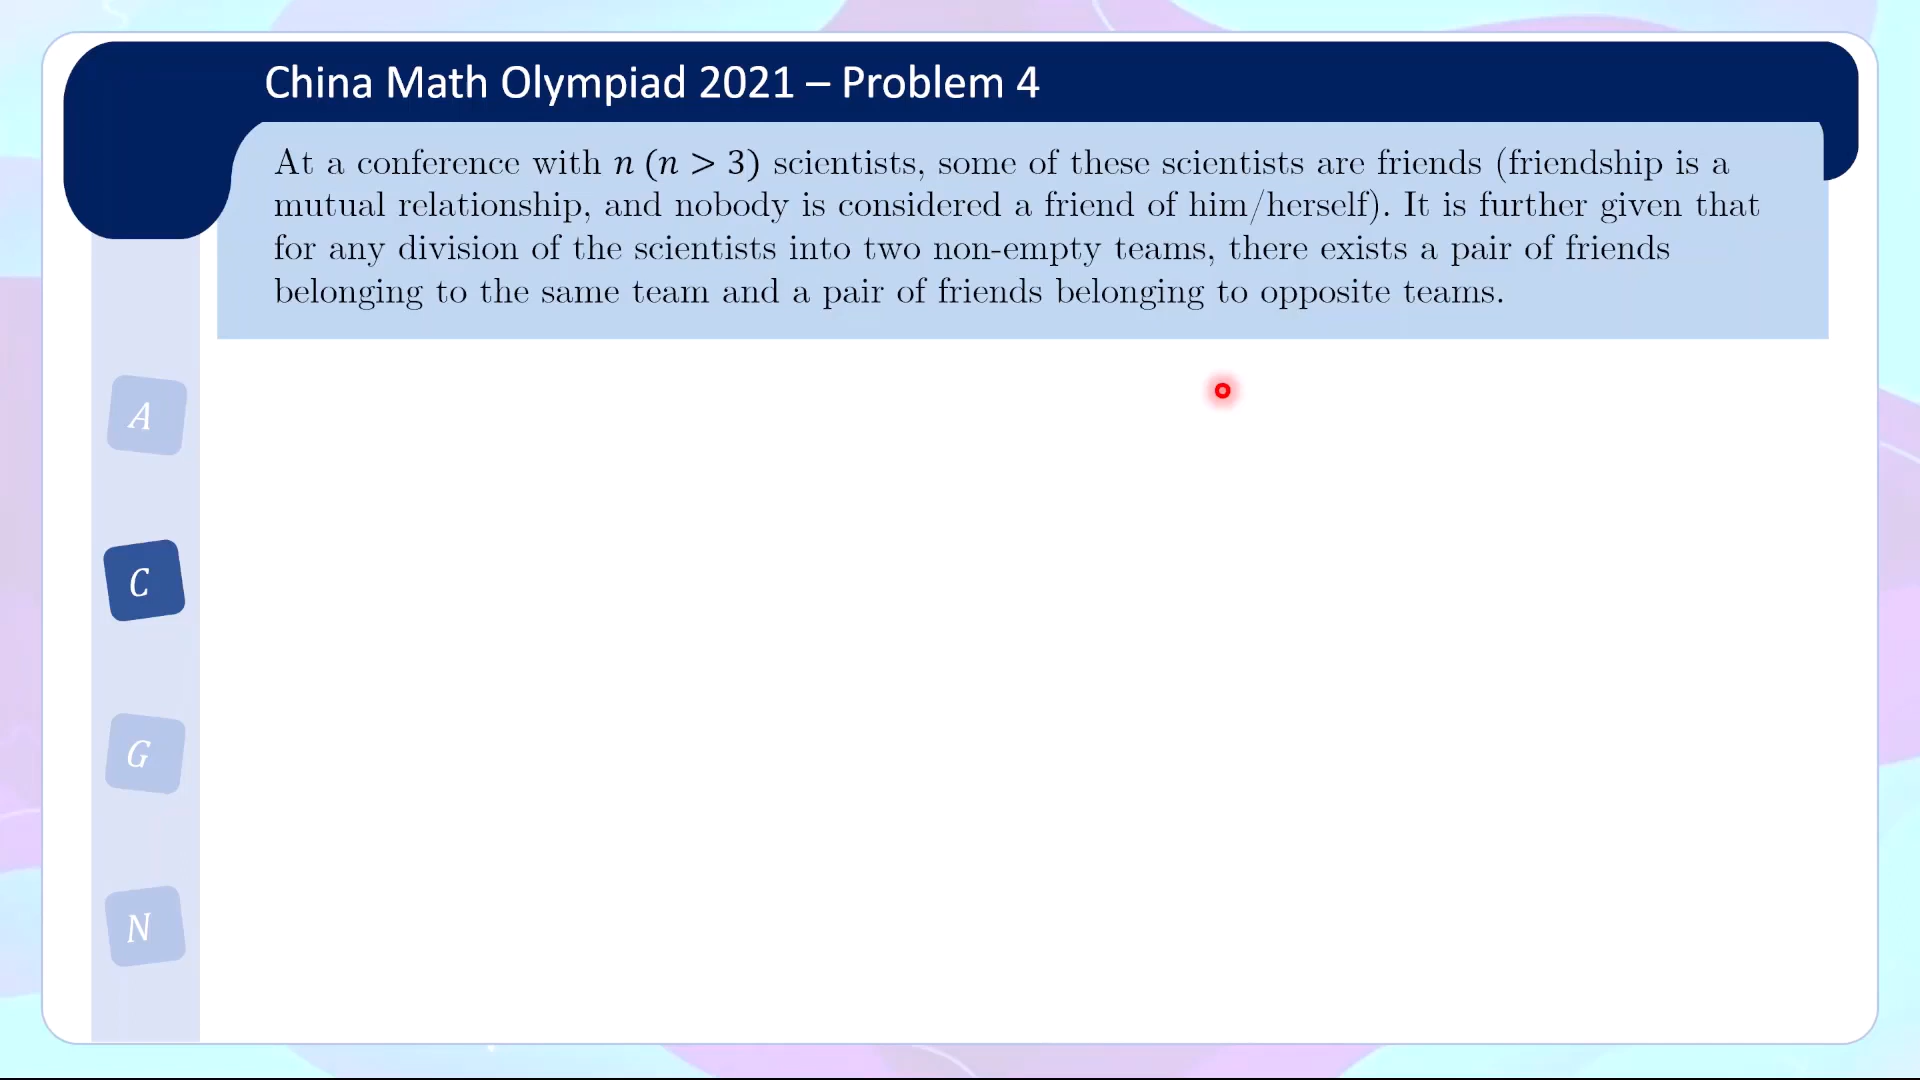 China Math Olympiad 2021 – Problem 4
At a conference with n (n > 3) scientists, some of these scientists are friends (friendship is a
mutual relationship, and nobody is considered a friend of him/herself). It is further given that
for any division of the scientists into two non-empty teams, there exists a pair of friends
belonging to the same team and a pair of friends belonging to opposite teams.
A
C
G
N